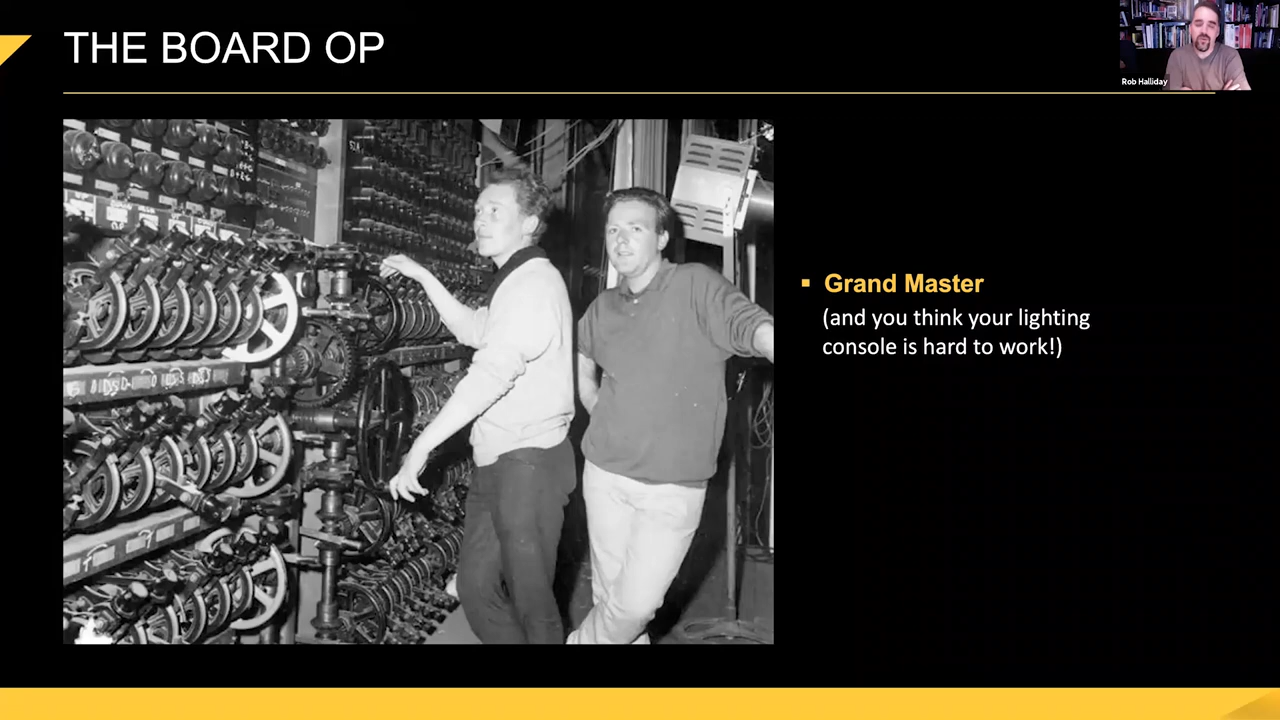 THE BOARD OP
Rob Halliday
▪ Grand Master
(and you think your lighting
console is hard to work!)